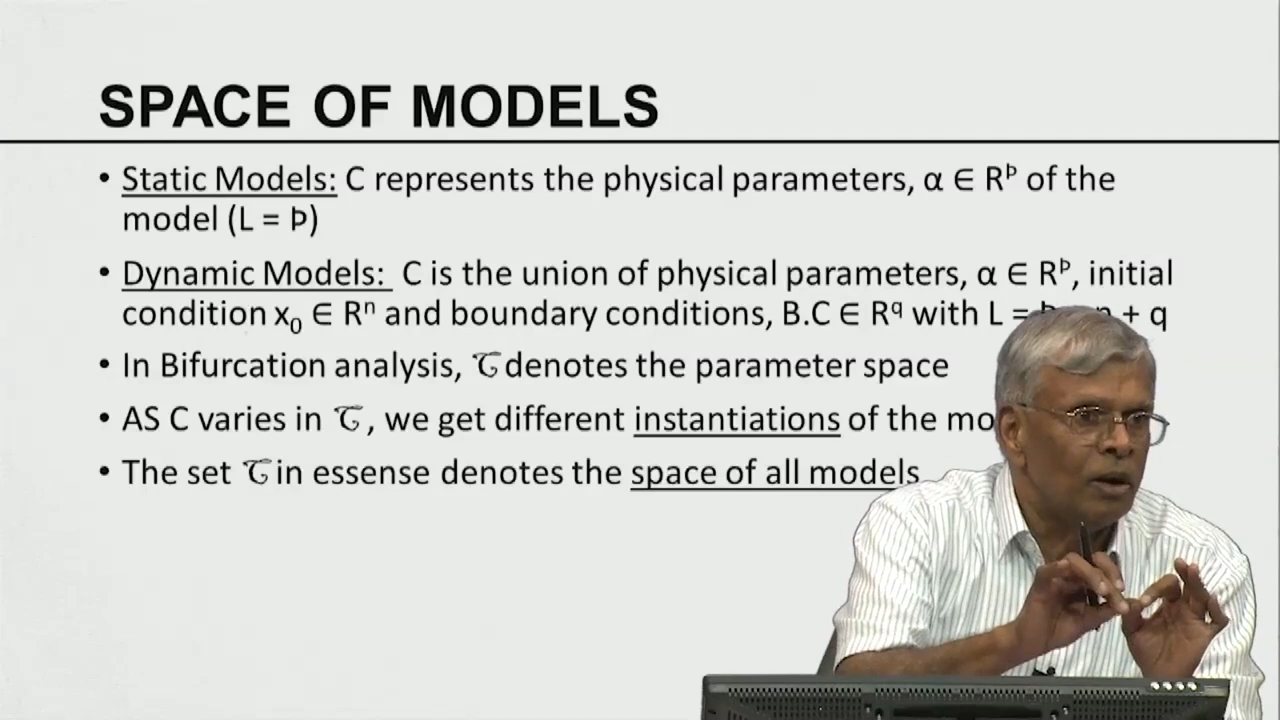 SPACE OF MODELS
• Static Models: C represents the physical parameters, α ∈ Rᵖ of the
model (L = Þ)
• Dynamic Models: C is the union of physical parameters, α ∈ Rᵖ, initial
condition x₀ ∈ Rⁿ and boundary conditions, B.C ∈ R^q with L = + q
• In Bifurcation analysis, 𝒞 denotes the parameter space
• AS C varies in 𝒞, we get different instantiations of the
• The set 𝒞 in essense denotes the space of all models